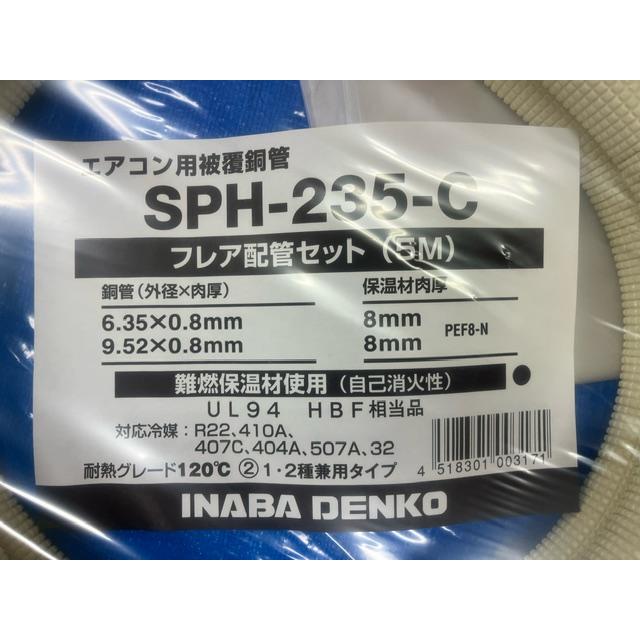 エアコン用被覆銅管
SPH-235-C
フレア配管セット（5M）
銅管（外径×肉厚） 保温材肉厚
6.35×0.8mm 8mm
9.52×0.8mm 8mm
PEF8-N
難燃保温材使用（自己消火性）
UL94 HBF相当品
対応冷媒：R22、410A、
407C、404A、507A、32
耐熱グレード120℃ ②1・2種兼用タイプ
4 518301 003171
INABA DENKO